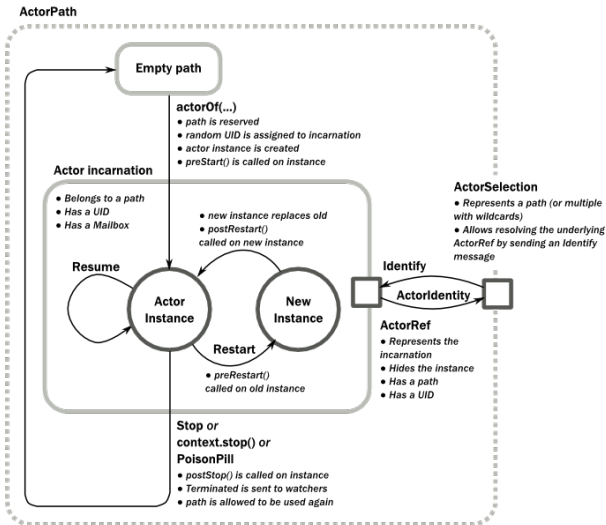 ActorPath
Empty path
actorOf(...)
● path is reserved
● random UID is assigned to incarnation
● actor instance is created
● preStart() is called on instance
Actor incarnation
● Belongs to a path
● Has a UID
● Has a Mailbox
● new instance replaces old
● postRestart()
called on new instance
Resume
Actor
Instance
New
Instance
Restart
● preRestart()
called on old instance
ActorSelection
● Represents a path (or multiple
with wildcards)
● Allows resolving the underlying
ActorRef by sending an Identify
message
Identify
ActorIdentity
ActorRef
● Represents the
incarnation
● Hides the instance
● Has a path
● Has a UID
Stop or
context.stop() or
PoisonPill
● postStop() is called on instance
● Terminated is sent to watchers
● path is allowed to be used again